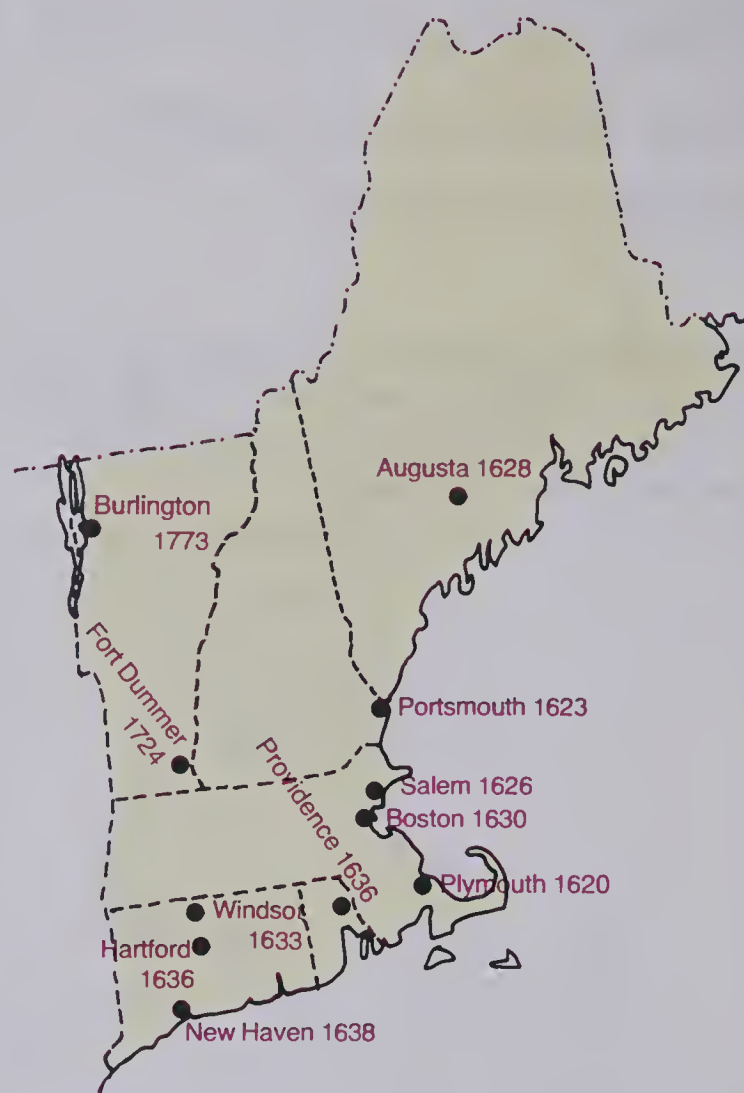 Augusta 1628
Burlington
1773
Fort Dummer
1724
Portsmouth 1623
Providence 1636
Salem 1626
Boston 1630
Plymouth 1620
Windsor
1633
Hartford
1636
New Haven 1638